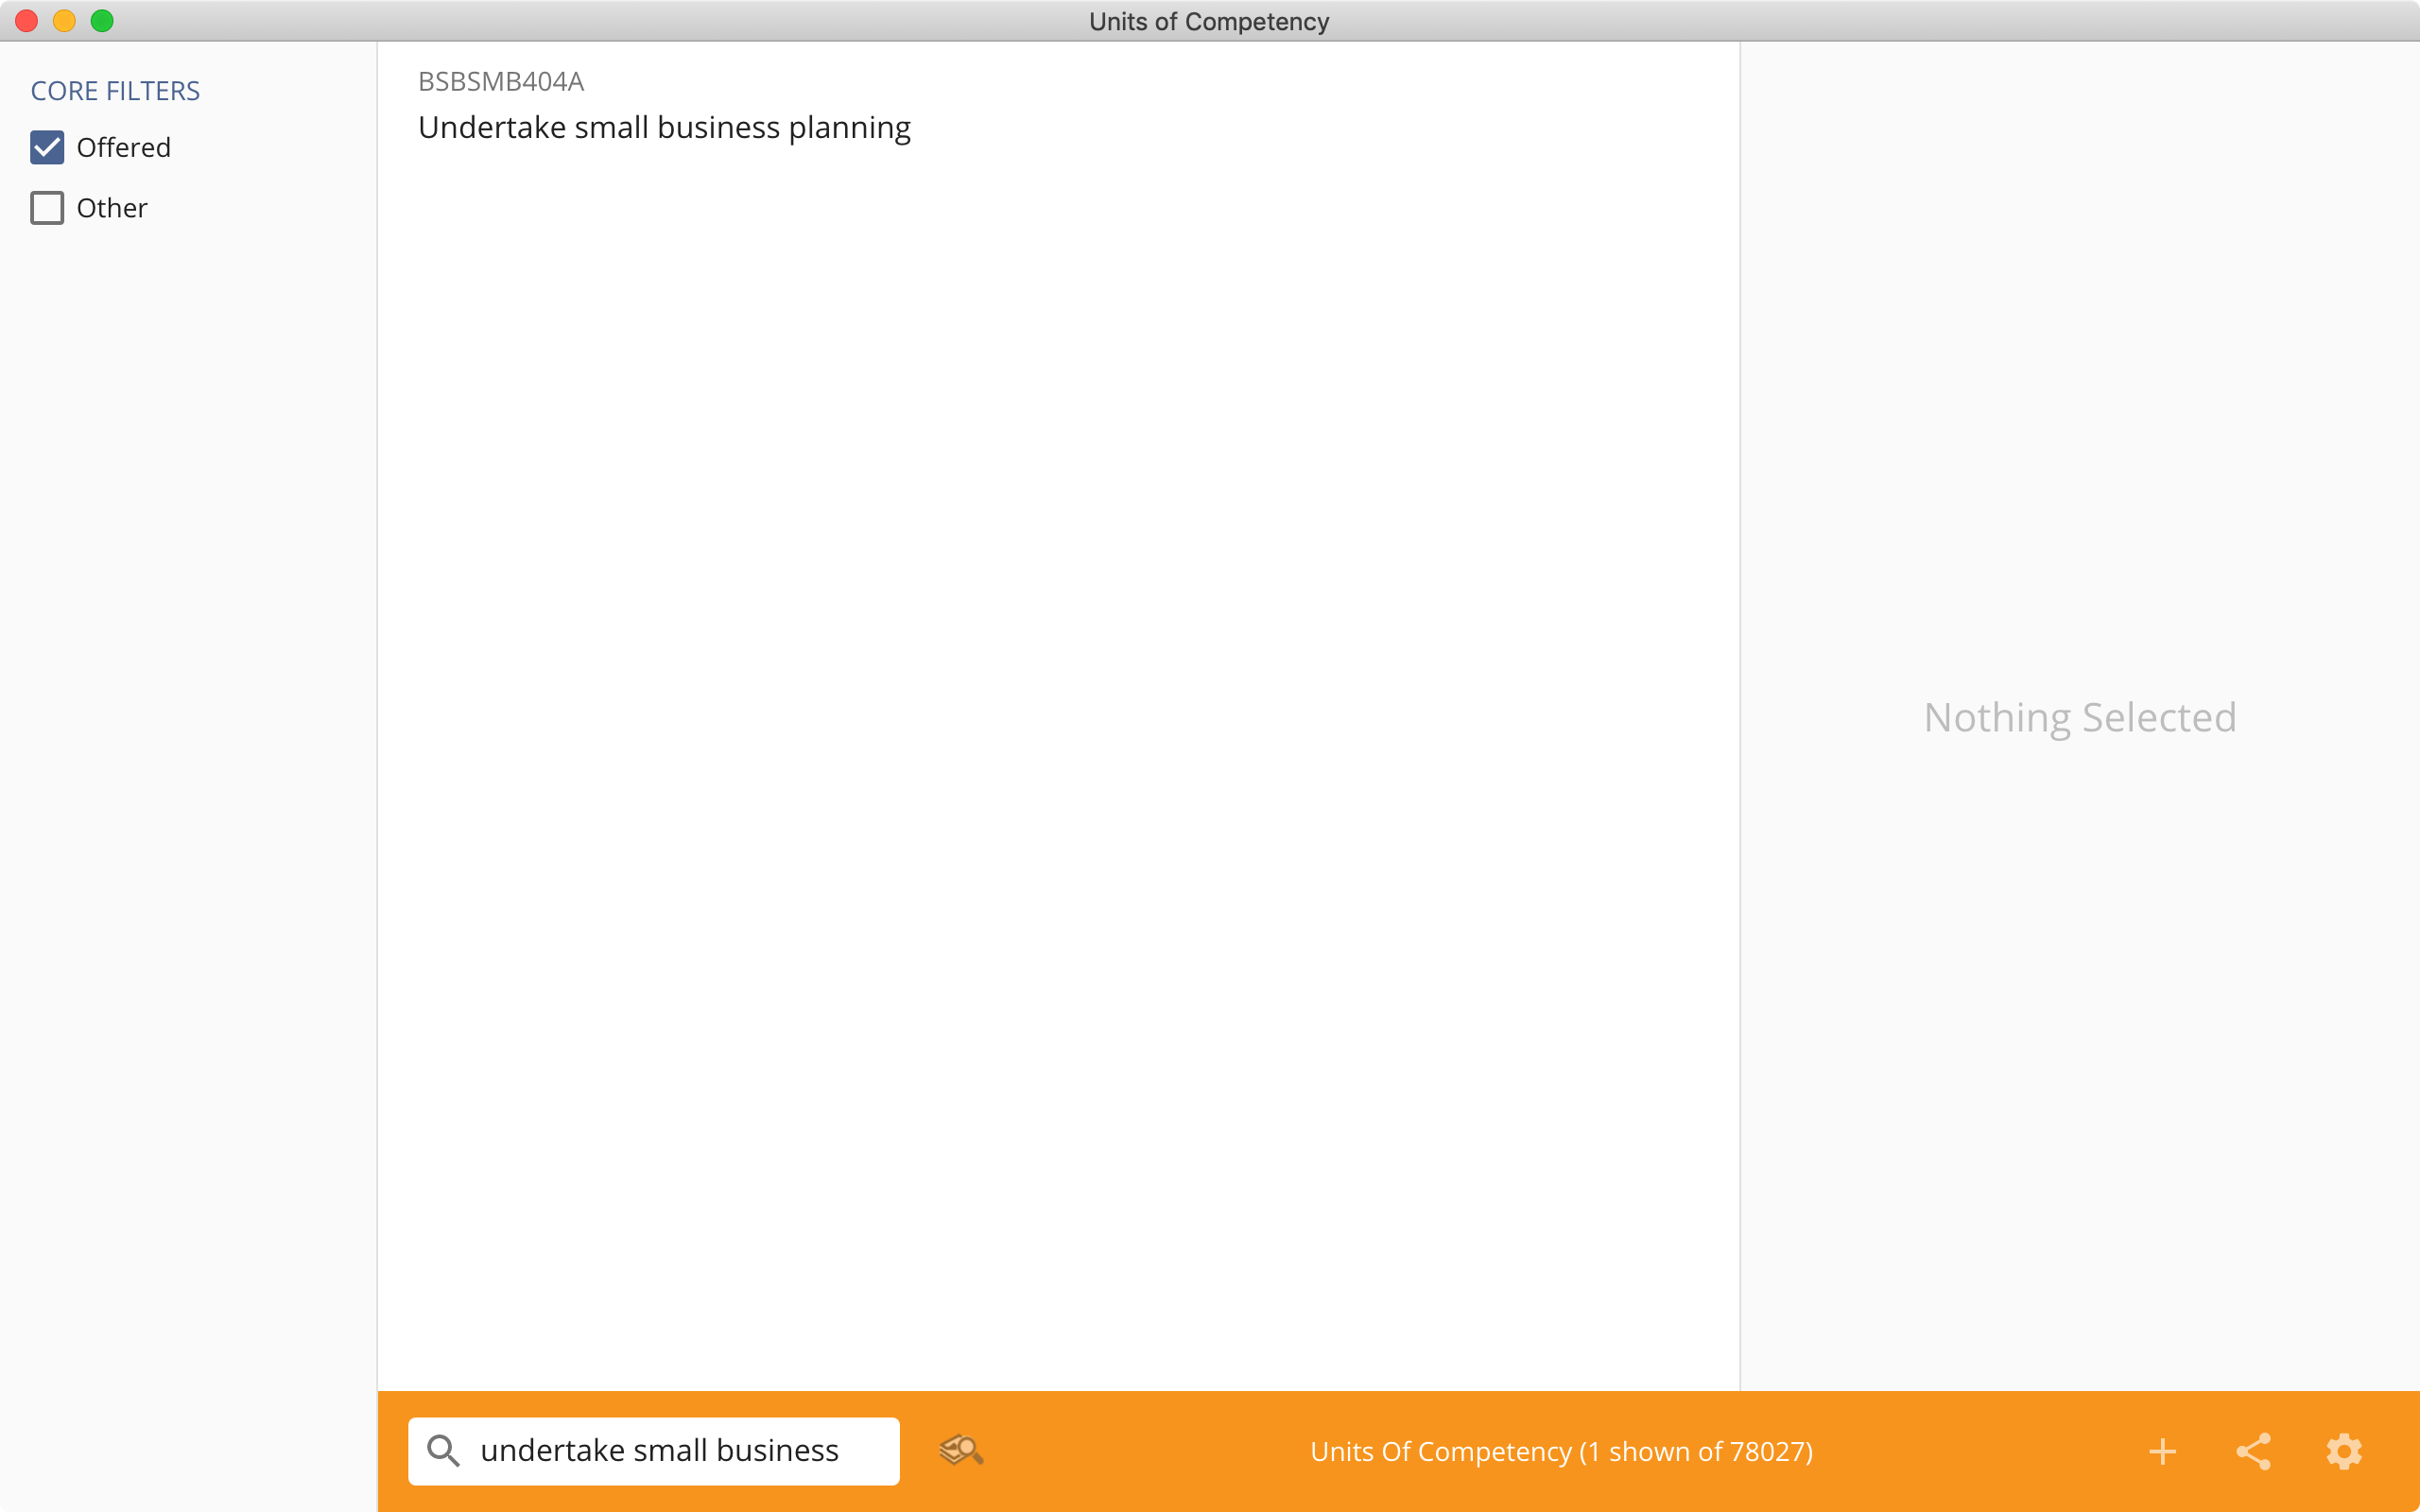 Units of Competency
CORE FILTERS
Offered
Other
BSBSMB404A
Undertake small business planning
Nothing Selected
undertake small business
Units Of Competency (1 shown of 78027)